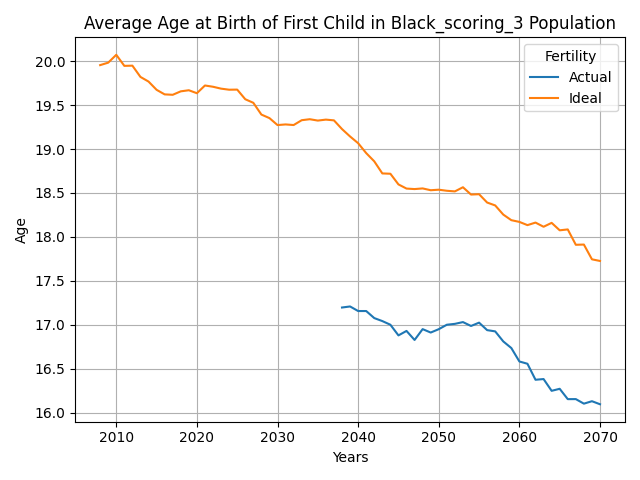 Average Age at Birth of First Child in Black_scoring_3 Population
Fertility
Actual
Ideal
Age
20.0
19.5
19.0
18.5
18.0
17.5
17.0
16.5
16.0
2010 2020 2030 2040 2050 2060 2070
Years